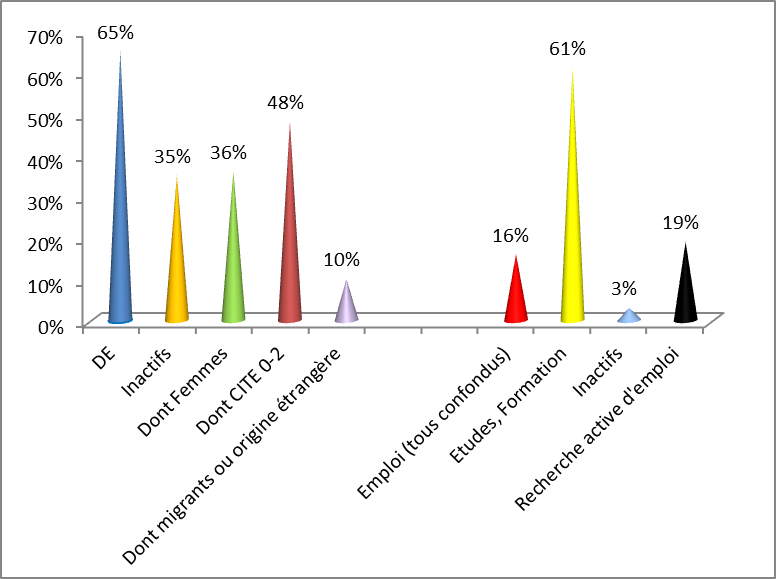 70%
60%
50%
40%
30%
20%
10%
0%
65%
35%
36%
48%
10%
16%
61%
3%
19%
DE
Inactifs
Dont Femmes
Dont CITE 0-2
Dont migrants ou origine étrangère
Emploi (tous confondus)
Etudes, Formation
Inactifs
Recherche active d'emploi